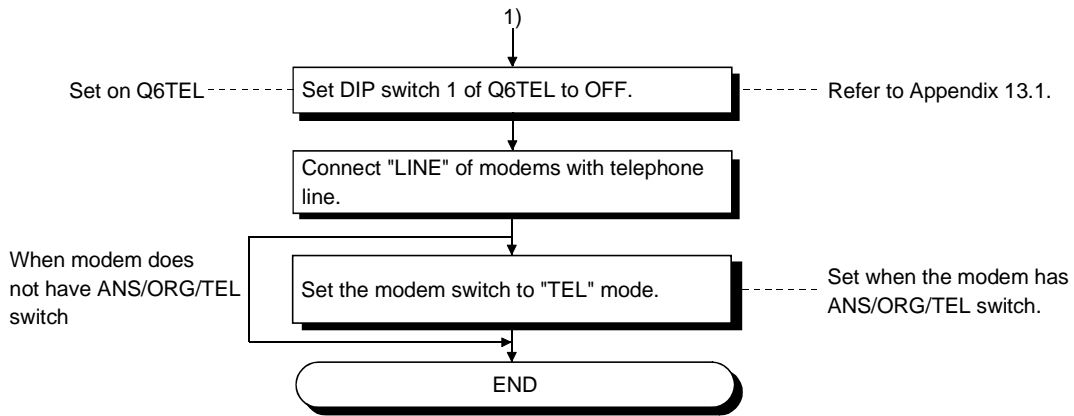 1)
Set on Q6TEL
Set DIP switch 1 of Q6TEL to OFF.
Refer to Appendix 13.1.
Connect "LINE" of modems with telephone
line.
When modem does
not have ANS/ORG/TEL
switch
Set the modem switch to "TEL" mode.
Set when the modem has
ANS/ORG/TEL switch.
END